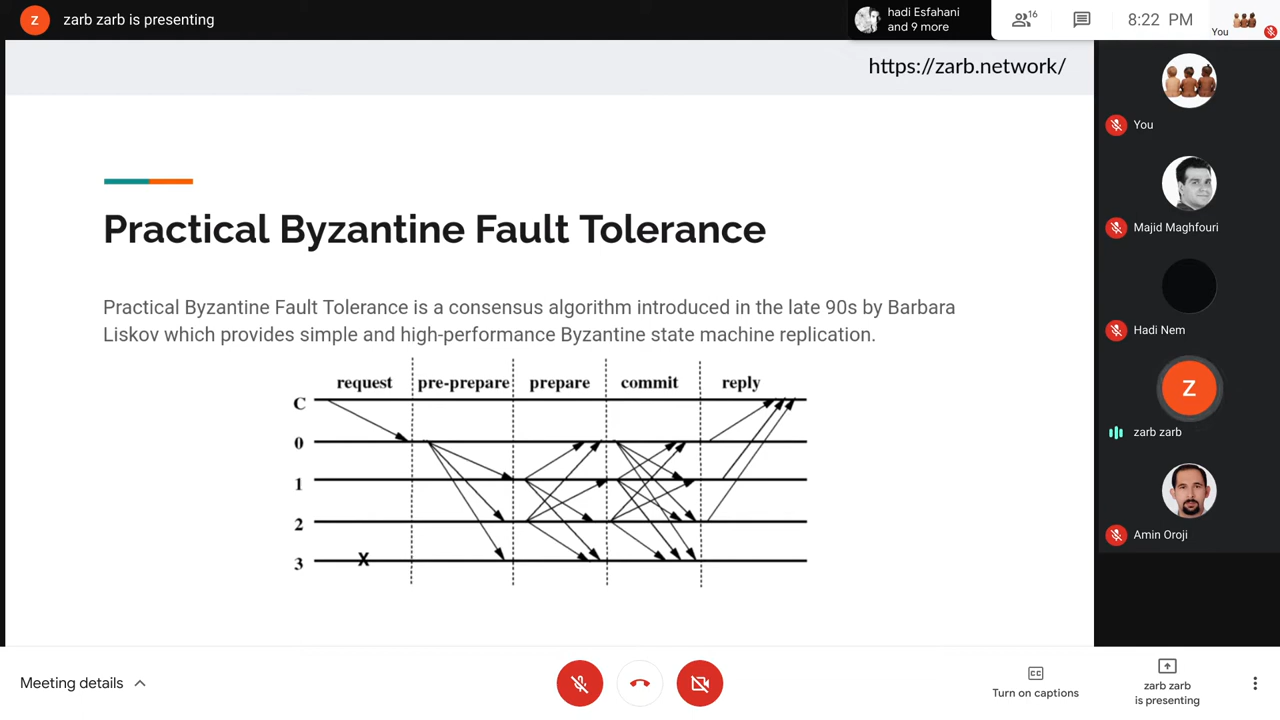 Z
zarb zarb is presenting
hadi Esfahani
and 9 more
16
8:22 PM
You
https://zarb.network/
Practical Byzantine Fault Tolerance
Practical Byzantine Fault Tolerance is a consensus algorithm introduced in the late 90s by Barbara
Liskov which provides simple and high-performance Byzantine state machine replication.
request pre-prepare prepare commit reply
C
0
1
2
3
X
You
Majid Maghfouri
Hadi Nem
Z
zarb zarb
Amin Oroji
Meeting details
CC
Turn on captions
zarb zarb
is presenting